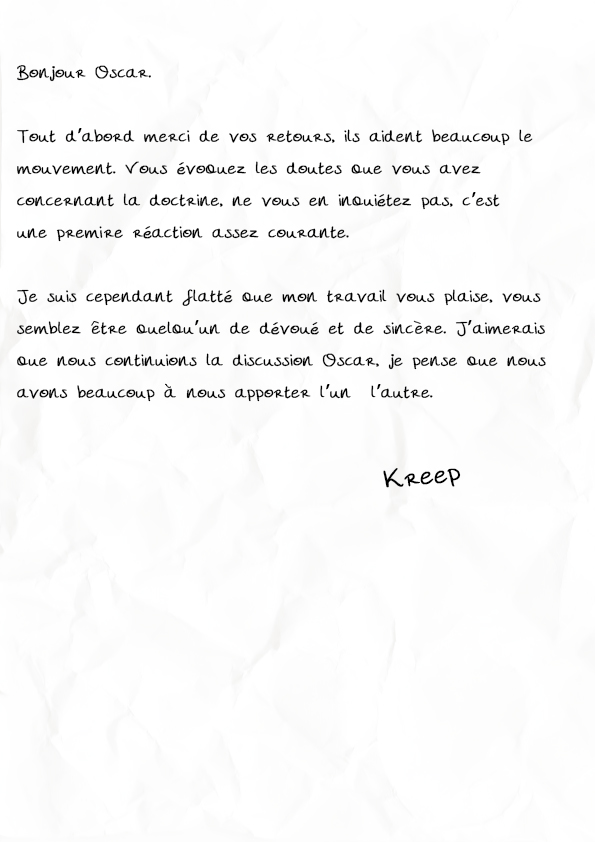 Bonjour Oscar.
Tout d'abord merci de vos retours, ils aident beaucoup le
mouvement. Vous évoquez les doutes que vous avez
concernant la doctrine, ne vous en inquiétez pas, c'est
une premire réaction assez courante.
Je suis cependant flatté que mon travail vous plaise, vous
semblez être quelqu'un de dévoué et de sincère. J'aimerais
que nous continuions la discussion Oscar, je pense que nous
avons beaucoup à nous apporter l'un  l'autre.
Kreep